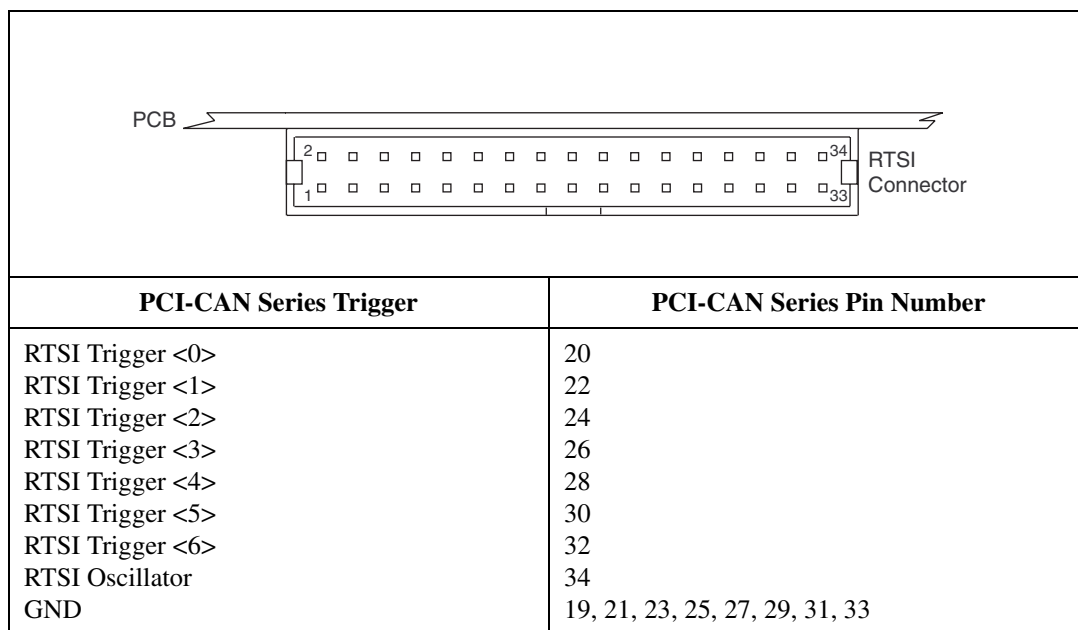 PCB
2
34
RTSI
Connector
1
33
PCI-CAN Series Trigger
PCI-CAN Series Pin Number
RTSI Trigger <0>
20
RTSI Trigger <1>
22
RTSI Trigger <2>
24
RTSI Trigger <3>
26
RTSI Trigger <4>
28
RTSI Trigger <5>
30
RTSI Trigger <6>
32
RTSI Oscillator
34
GND
19, 21, 23, 25, 27, 29, 31, 33